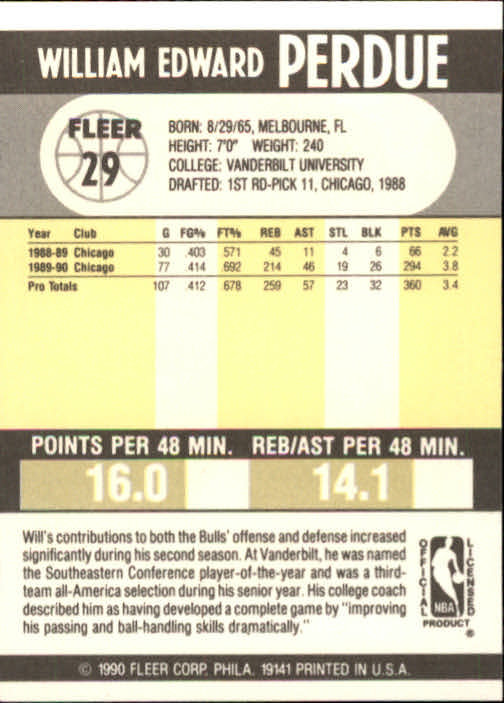 WILLIAM EDWARD PERDUE
FLEER
29
BORN: 8/29/65, MELBOURNE, FL
HEIGHT: 7'0" WEIGHT: 240
COLLEGE: VANDERBILT UNIVERSITY
DRAFTED: 1ST RD-PICK 11, CHICAGO, 1988
Year Club G FG% FT% REB AST STL BLK PTS AVG
1988-89 Chicago 30 .403 .571 45 11 4 6 66 2.2
1989-90 Chicago 77 .414 .692 214 46 19 26 294 3.8
Pro Totals 107 .412 .678 259 57 23 32 360 3.4
POINTS PER 48 MIN. REB/AST PER 48 MIN.
16.0 14.1
Will's contributions to both the Bulls' offense and defense increased
significantly during his second season. At Vanderbilt, he was named
the Southeastern Conference player-of-the-year and was a third-
team all-America selection during his senior year. His college coach
described him as having developed a complete game by "improving
his passing and ball-handling skills dramatically."
OFFICIAL
LICENSED
NBA
PRODUCT
®
© 1990 FLEER CORP. PHILA. 19141 PRINTED IN U.S.A.